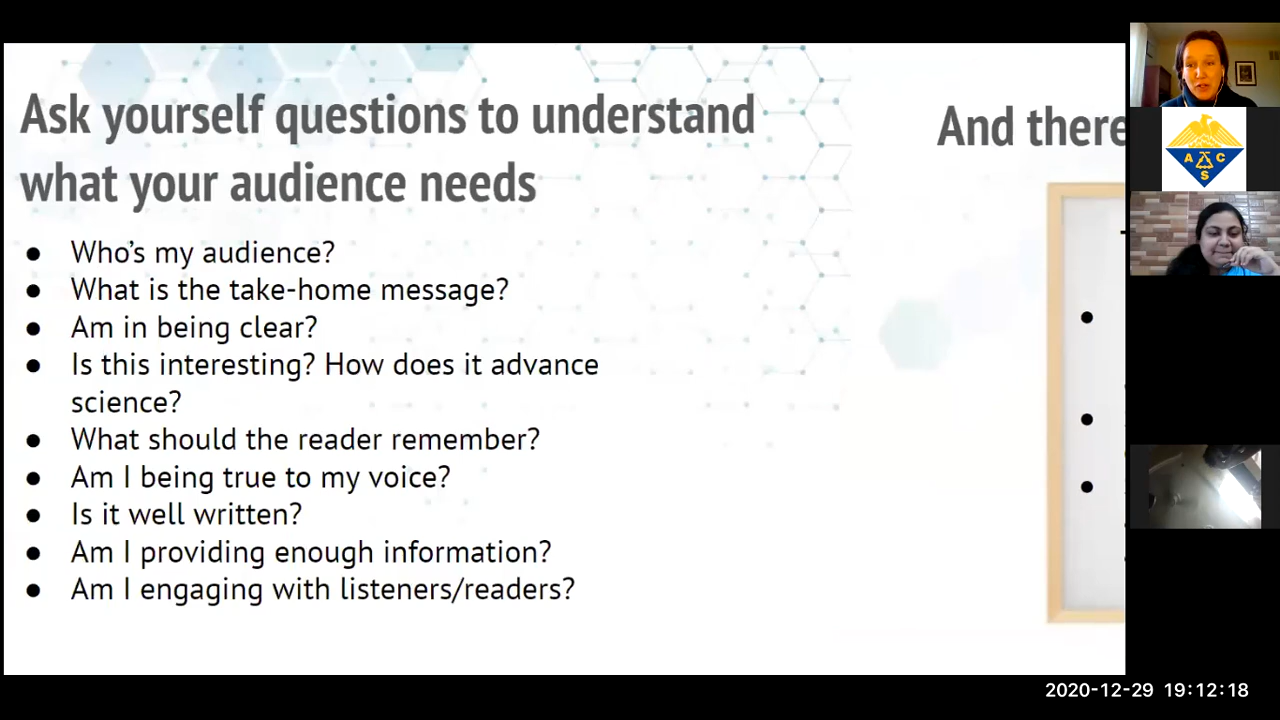 Ask yourself questions to understand
what your audience needs
● Who's my audience?
● What is the take-home message?
● Am in being clear?
● Is this interesting? How does it advance
science?
● What should the reader remember?
● Am I being true to my voice?
● Is it well written?
● Am I providing enough information?
● Am I engaging with listeners/readers?
And there
A C
S
2020-12-29 19:12:18